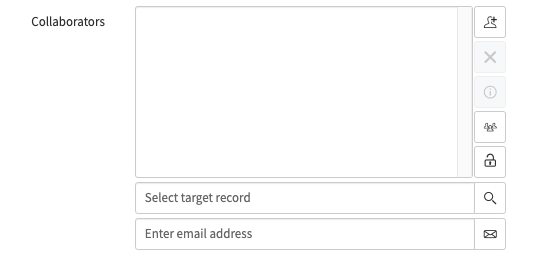 Collaborators
Select target record
Enter email address